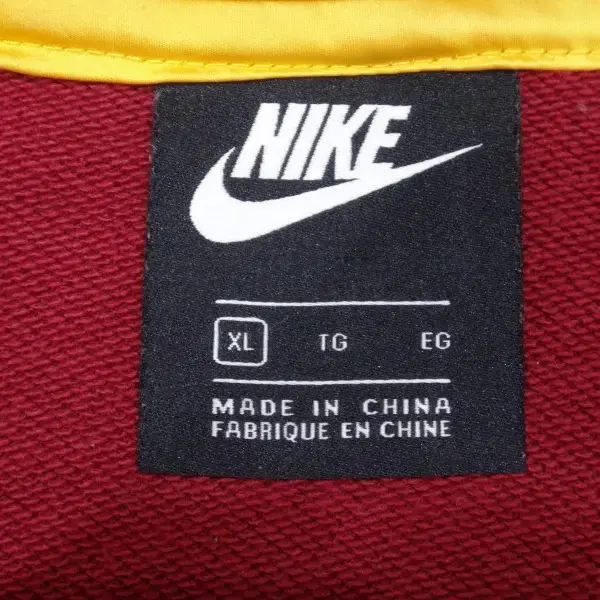 NIKE
XL TG EG
MADE IN CHINA
FABRIQUE EN CHINE